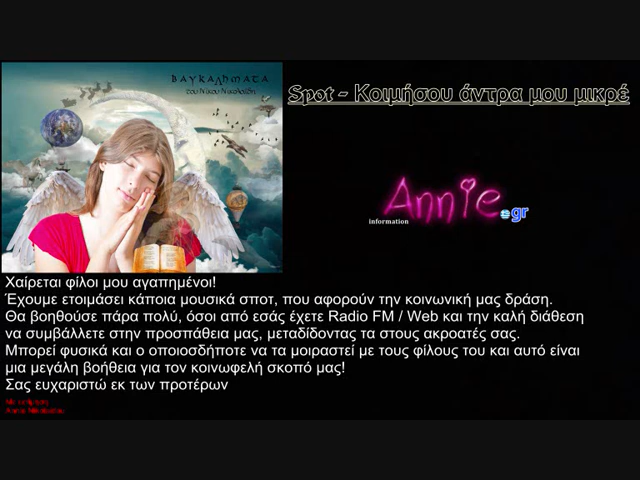 ΒΑΥΚΑΛΗΜΑΤΑ
του Νίκου Νικολαΐδη
Spot - Κοιμήσου άντρα μου μικρέ
Annie.gr
information
Χαίρεται φίλοι μου αγαπημένοι!
Έχουμε ετοιμάσει κάποια μουσικά σποτ, που αφορούν την κοινωνική μας δράση.
Θα βοηθούσε πάρα πολύ, όσοι από εσάς έχετε Radio FM / Web και την καλή διάθεση
να συμβάλλετε στην προσπάθεια μας, μεταδίδοντας τα στους ακροατές σας.
Μπορεί φυσικά και ο οποιοσδήποτε να τα μοιραστεί με τους φίλους του και αυτό είναι
μια μεγάλη βοήθεια για τον κοινωφελή σκοπό μας!
Σας ευχαριστώ εκ των προτέρων
Με εκτίμηση